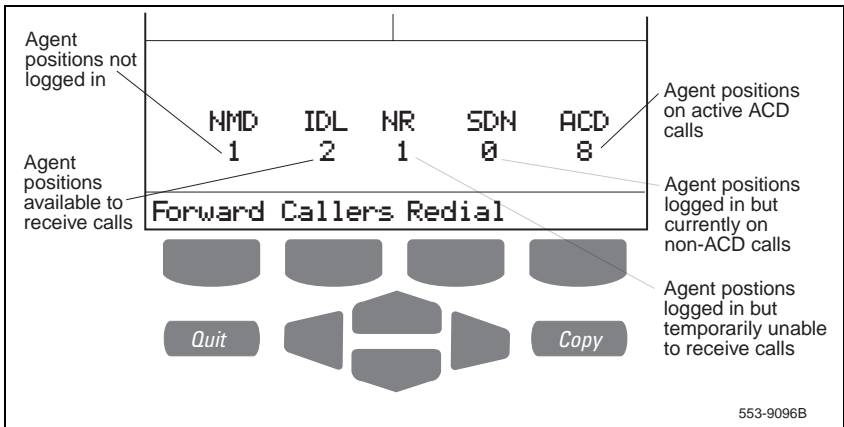 Agent
positions not
logged in
Agent
positions
available to
receive calls
NMD IDL NR SDN ACD
1 2 1 0 8
Forward Callers Redial
Quit
Copy
Agent positions
on active ACD
calls
Agent positions
logged in but
currently on
non-ACD calls
Agent postions
logged in but
temporarily unable
to receive calls
553-9096B